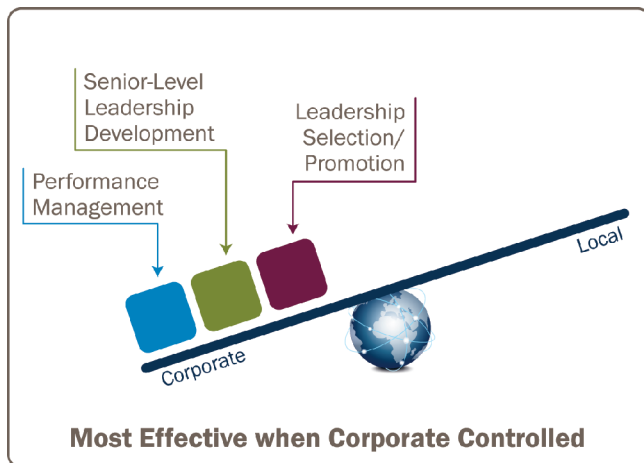 Senior-Level
Leadership
Development
Leadership
Selection/
Promotion
Performance
Management
Local
Corporate
Most Effective when Corporate Controlled